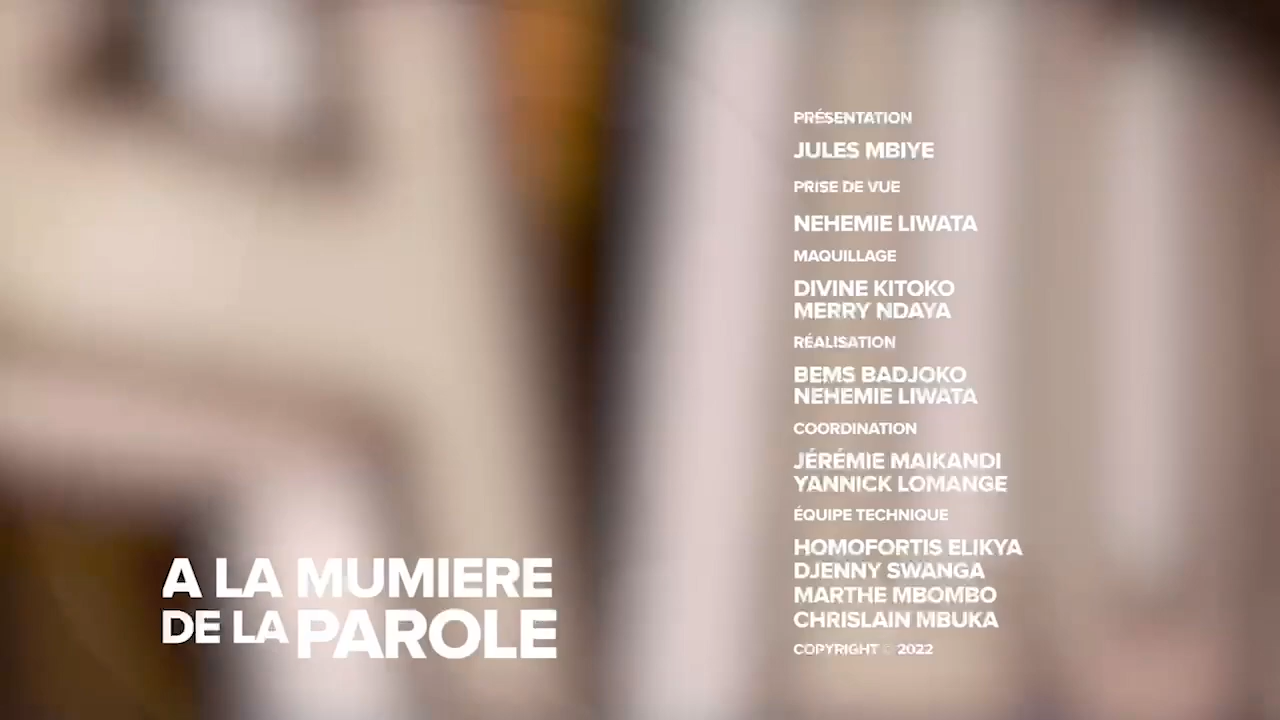 PRÉSENTATION
JULES MBIYE
PRISE DE VUE
NEHEMIE LIWATA
MAQUILLAGE
DIVINE KITOKO
MERRY NDAYA
RÉALISATION
BEMS BADJOKO
NEHEMIE LIWATA
COORDINATION
JÉRÉMIE MAIKANDI
YANNICK LOMANGE
ÉQUIPE TECHNIQUE
HOMOFORTIS ELIKYA
DJENNY SWANGA
MARTHE MBOMBO
CHRISLAIN MBUKA
COPYRIGHT © 2022
A LA MUMIERE
DE LA PAROLE